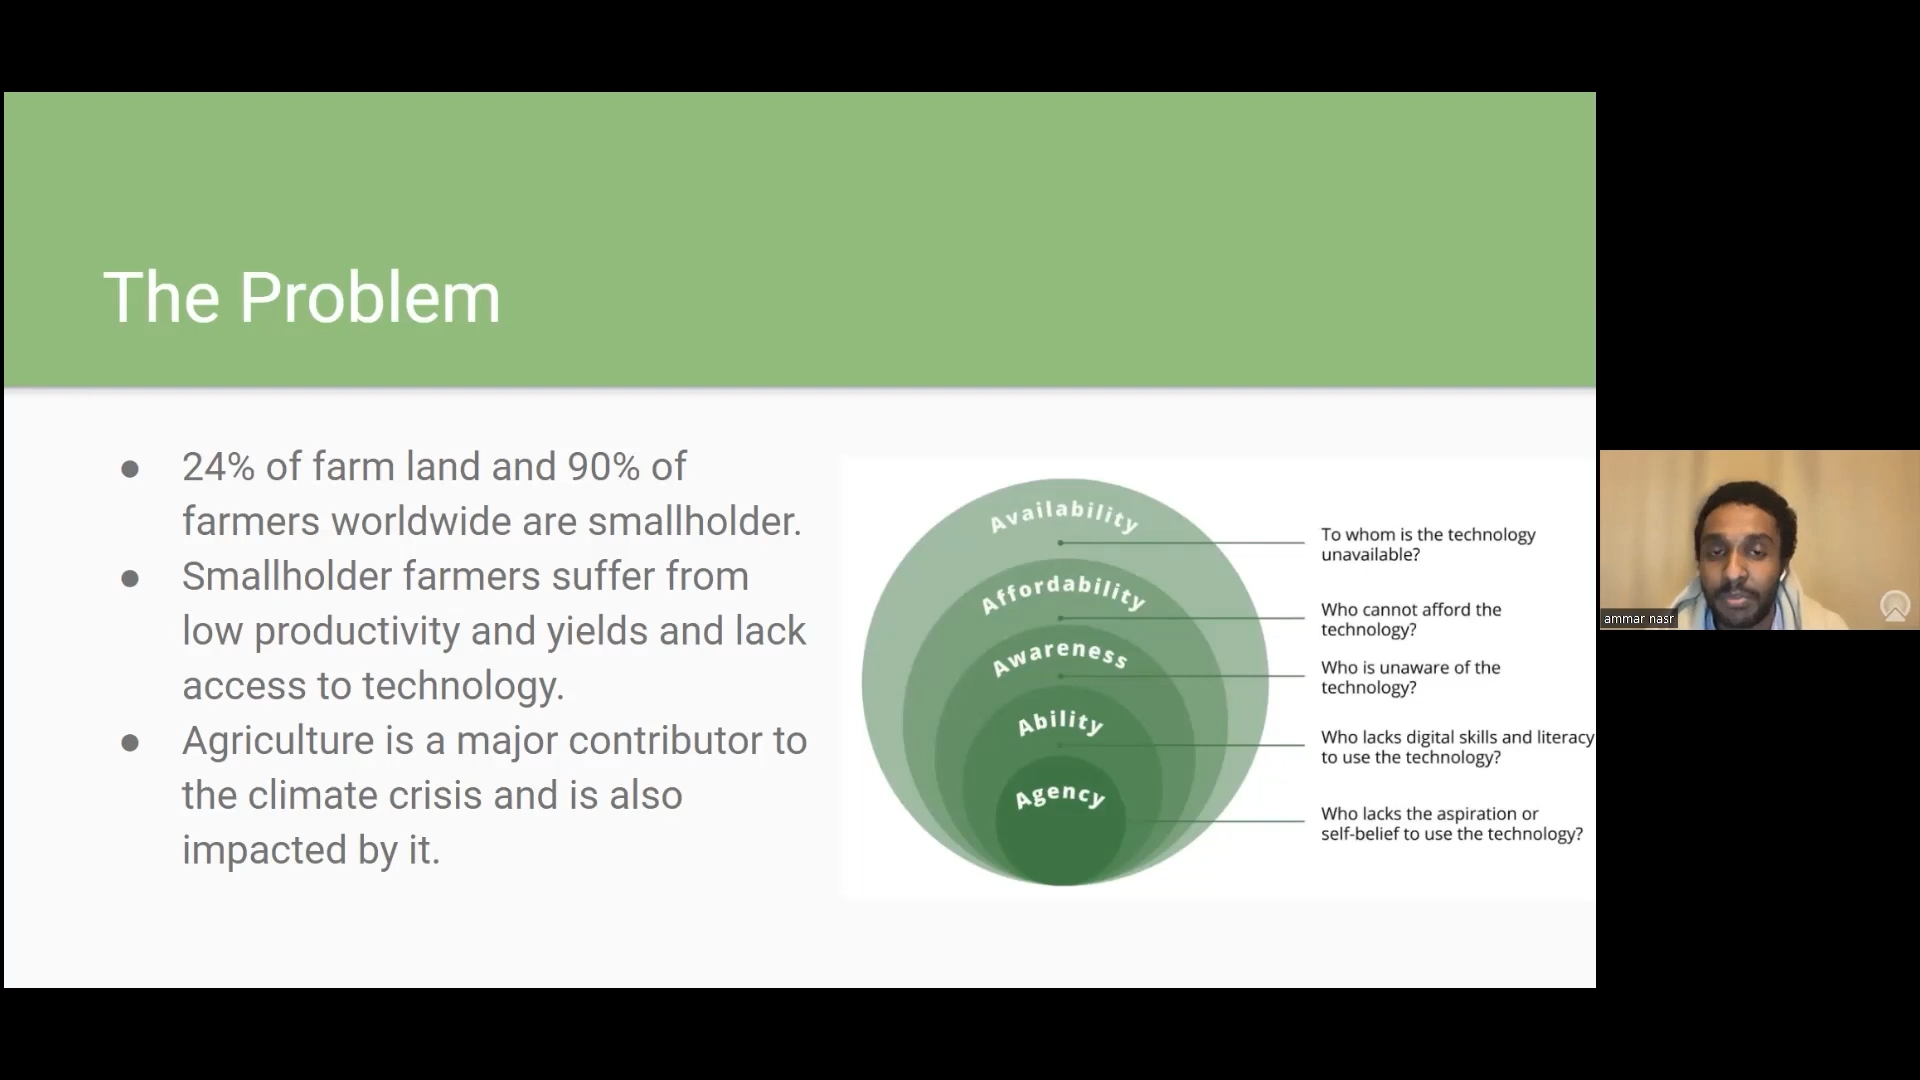 The Problem
● 24% of farm land and 90% of
farmers worldwide are smallholder.
● Smallholder farmers suffer from
low productivity and yields and lack
access to technology.
● Agriculture is a major contributor to
the climate crisis and is also
impacted by it.
Availability
To whom is the technology
unavailable?
Affordability
Who cannot afford the
technology?
Awareness
Who is unaware of the
technology?
Ability
Who lacks digital skills and literacy
to use the technology?
Agency
Who lacks the aspiration or
self-belief to use the technology?
ammar nasr